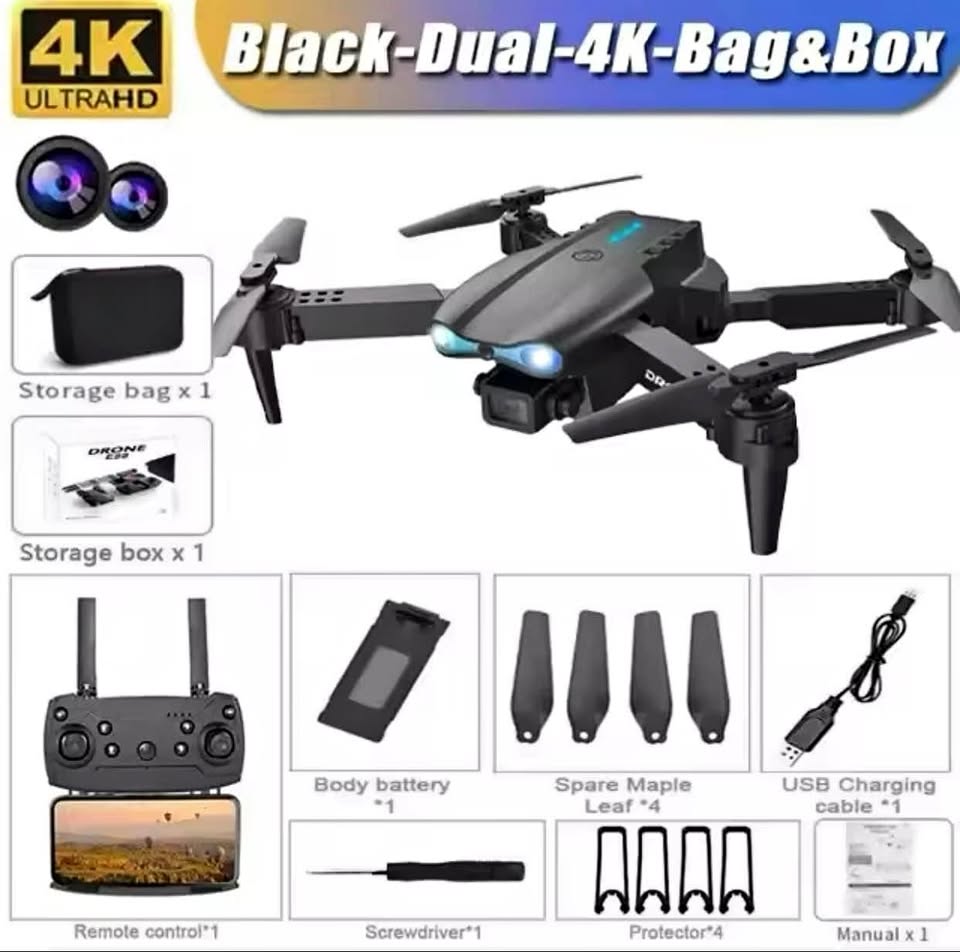 4K
ULTRAHD
Black-Dual-4K-Bag&Box
Storage bag x 1
DRONE
Storage box x 1
Body battery
*1
Spare Maple
Leaf *4
USB Charging
cable *1
Remote control*1
Screwdriver*1
Protector*4
Manual x 1